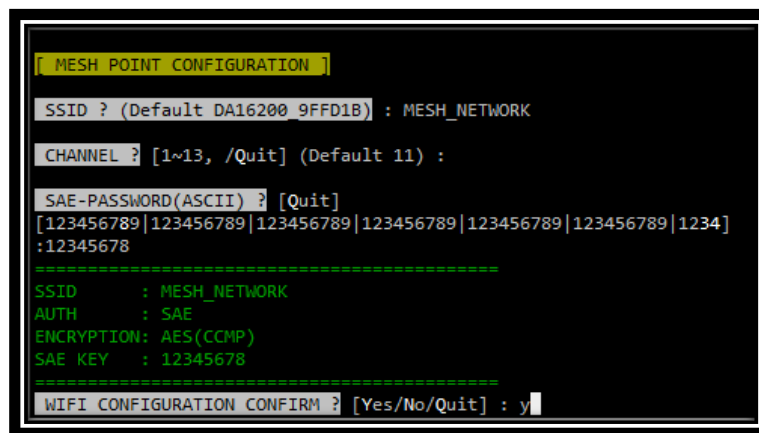 [ MESH POINT CONFIGURATION ]
SSID ? (Default DA16200_9FFD1B) : MESH_NETWORK
CHANNEL ? [1~13, /Quit] (Default 11) :
SAE-PASSWORD(ASCII) ? [Quit]
[123456789|123456789|123456789|123456789|123456789|123456789|1234]
:12345678
============================================
SSID : MESH_NETWORK
AUTH : SAE
ENCRYPTION: AES(CCMP)
SAE KEY : 12345678
============================================
WIFI CONFIGURATION CONFIRM ? [Yes/No/Quit] : y